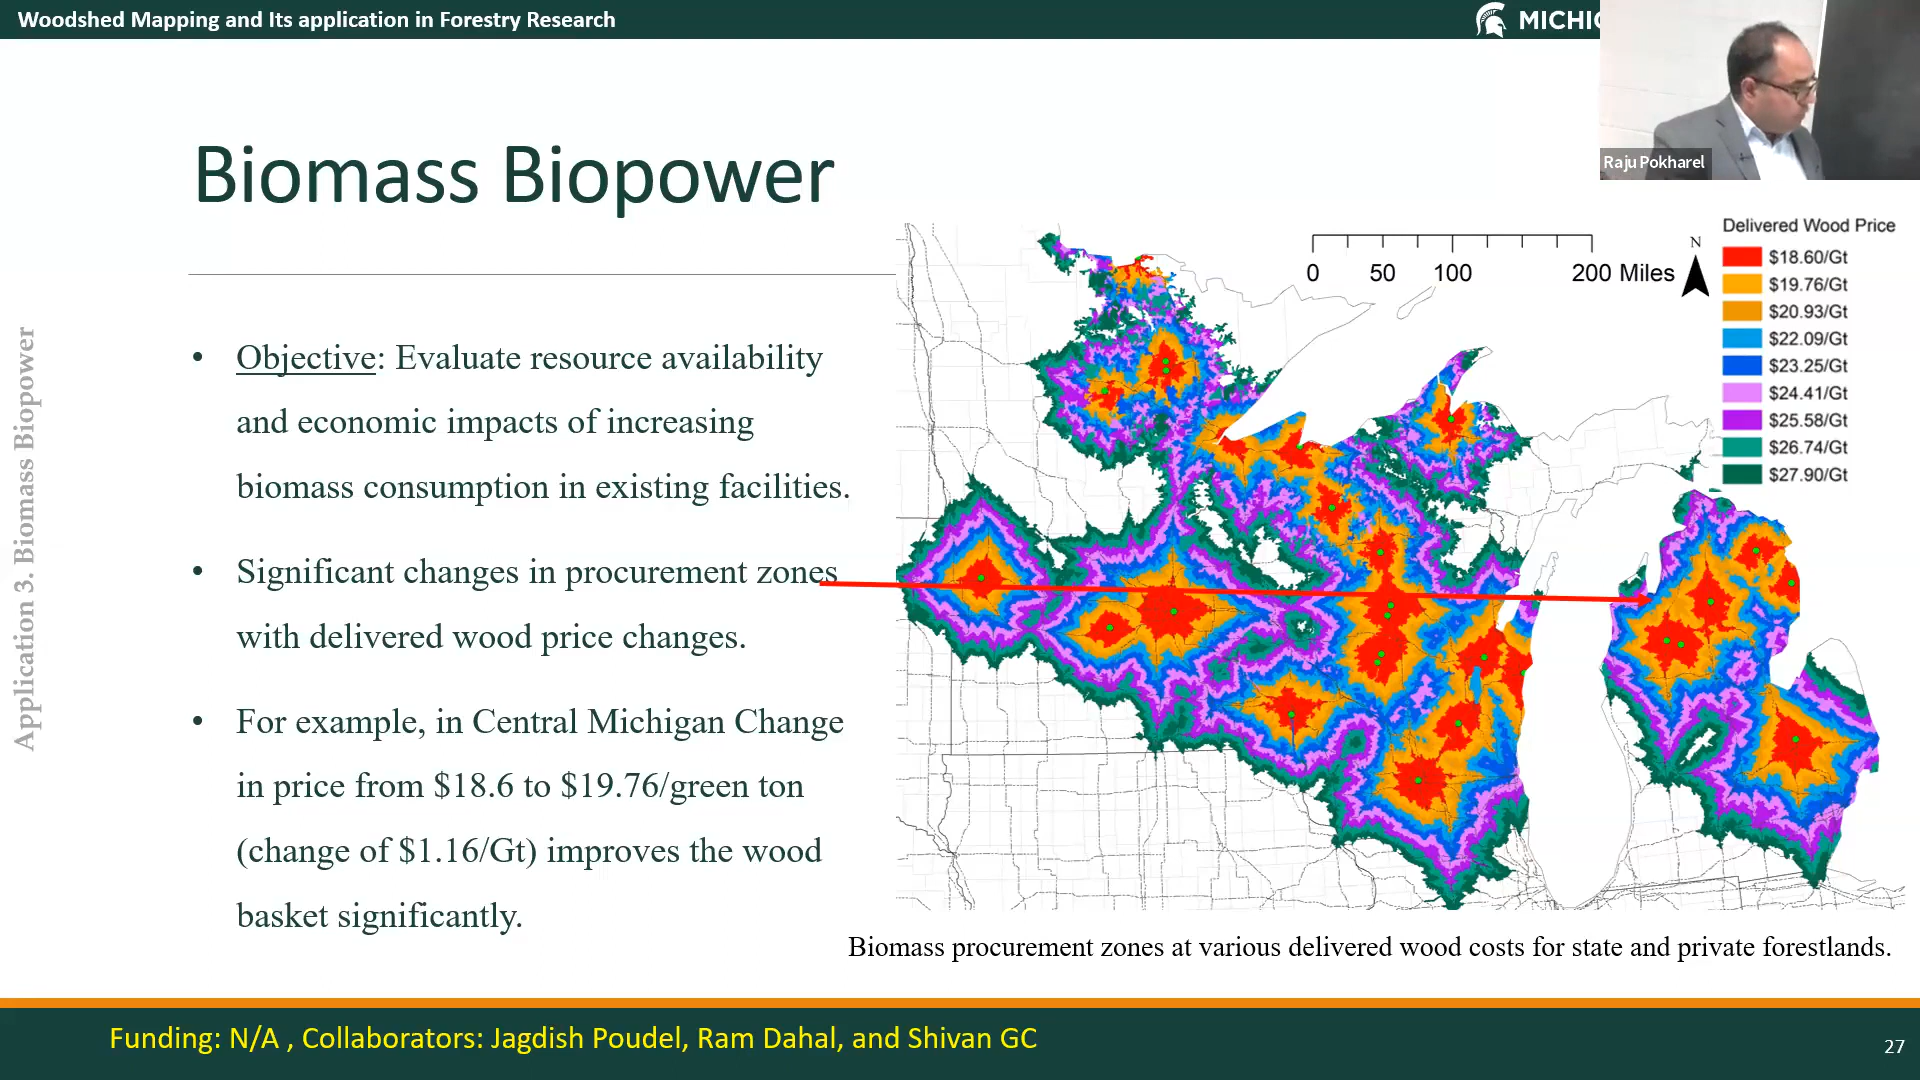 Woodshed Mapping and Its application in Forestry Research
Raju Pokharel
Biomass Biopower
Application 3. Biomass Biopower
• Objective: Evaluate resource availability
and economic impacts of increasing
biomass consumption in existing facilities.
• Significant changes in procurement zones
with delivered wood price changes.
• For example, in Central Michigan Change
in price from $18.6 to $19.76/green ton
(change of $1.16/Gt) improves the wood
basket significantly.
0 50 100 200 Miles
N
Delivered Wood Price
$18.60/Gt
$19.76/Gt
$20.93/Gt
$22.09/Gt
$23.25/Gt
$24.41/Gt
$25.58/Gt
$26.74/Gt
$27.90/Gt
Biomass procurement zones at various delivered wood costs for state and private forestlands.
Funding: N/A , Collaborators: Jagdish Poudel, Ram Dahal, and Shivan GC
27